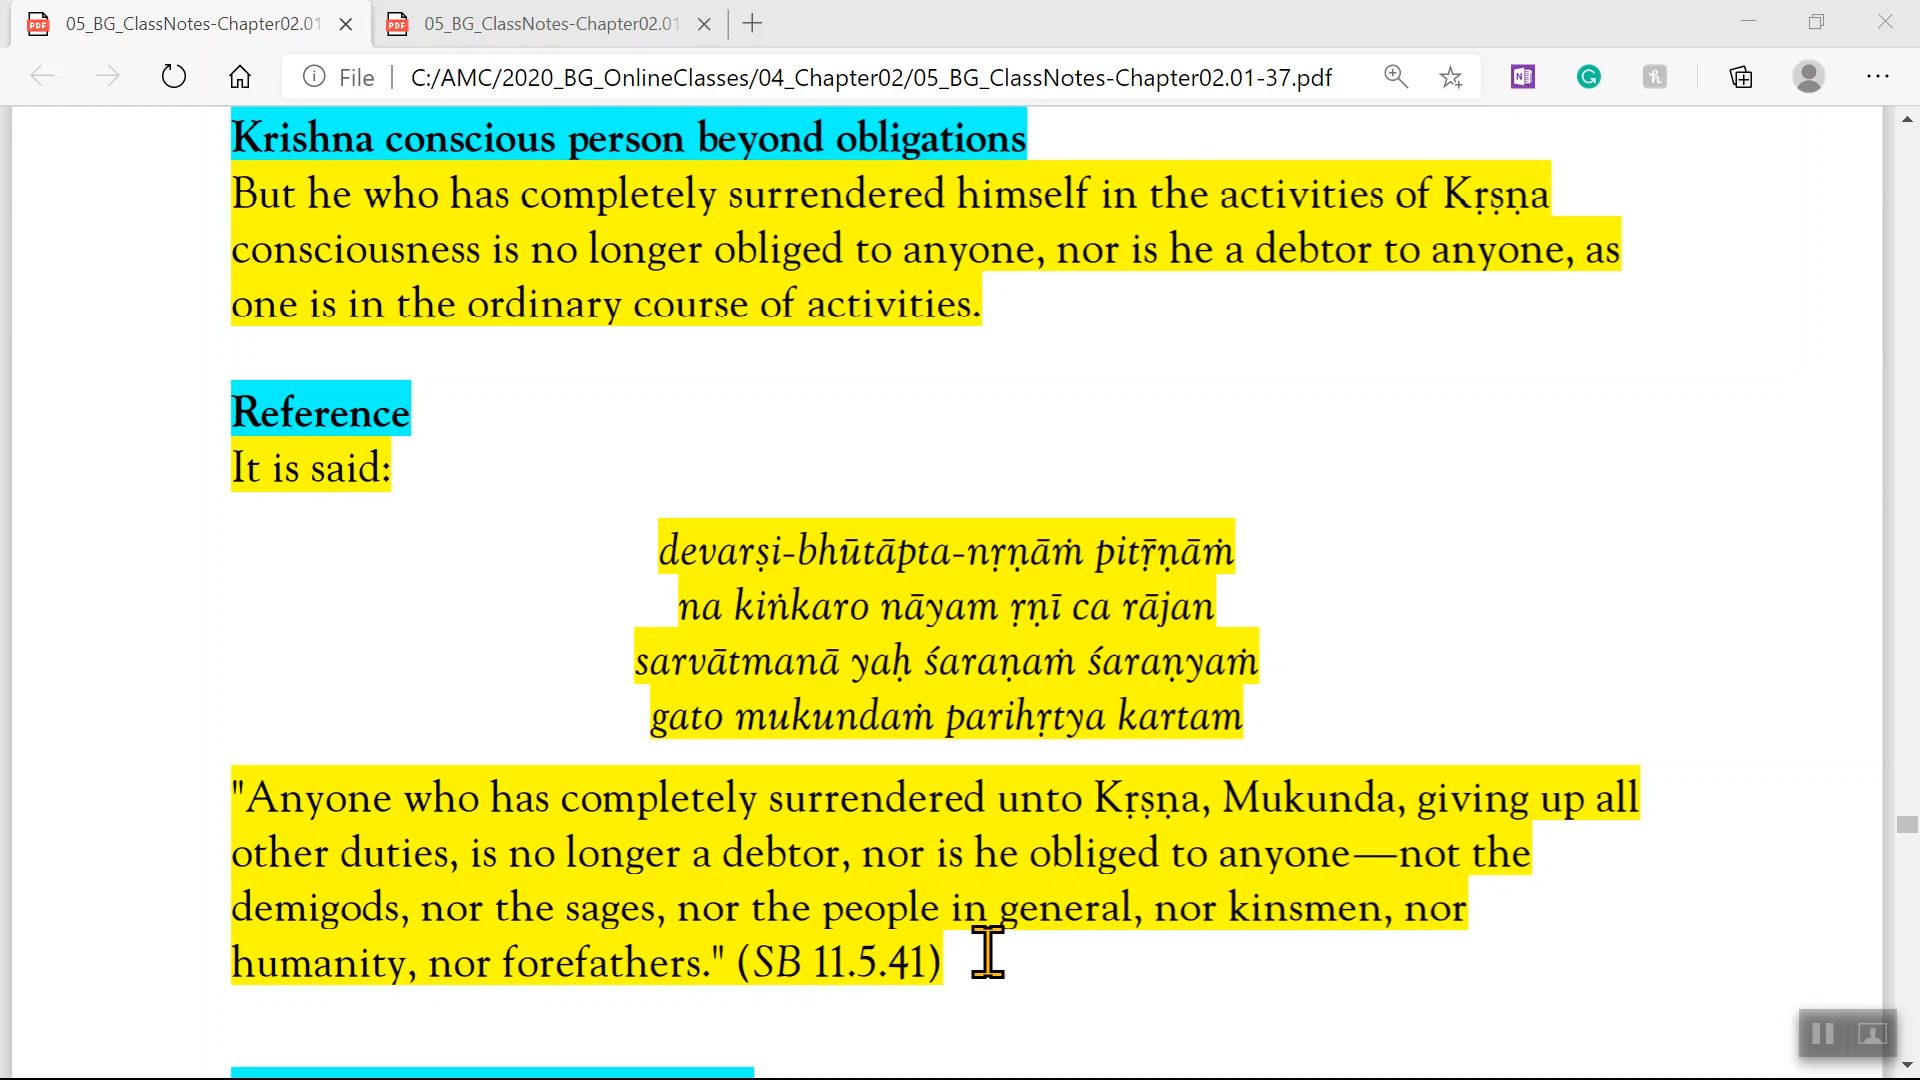 05_BG_ClassNotes-Chapter02.01
05_BG_ClassNotes-Chapter02.01
File
C:/AMC/2020_BG_OnlineClasses/04_Chapter02/05_BG_ClassNotes-Chapter02.01-37.pdf
Krishna conscious person beyond obligations
But he who has completely surrendered himself in the activities of Kṛṣṇa
consciousness is no longer obliged to anyone, nor is he a debtor to anyone, as
one is in the ordinary course of activities.
Reference
It is said:
devarṣi-bhūtāpta-nṛṇāṁ pitṝṇāṁ
na kiṅkaro nāyam ṛṇī ca rājan
sarvātmanā yaḥ śaraṇaṁ śaraṇyaṁ
gato mukundaṁ parihṛtya kartam
"Anyone who has completely surrendered unto Kṛṣṇa, Mukunda, giving up all
other duties, is no longer a debtor, nor is he obliged to anyone—not the
demigods, nor the sages, nor the people in general, nor kinsmen, nor
humanity, nor forefathers." (SB 11.5.41)